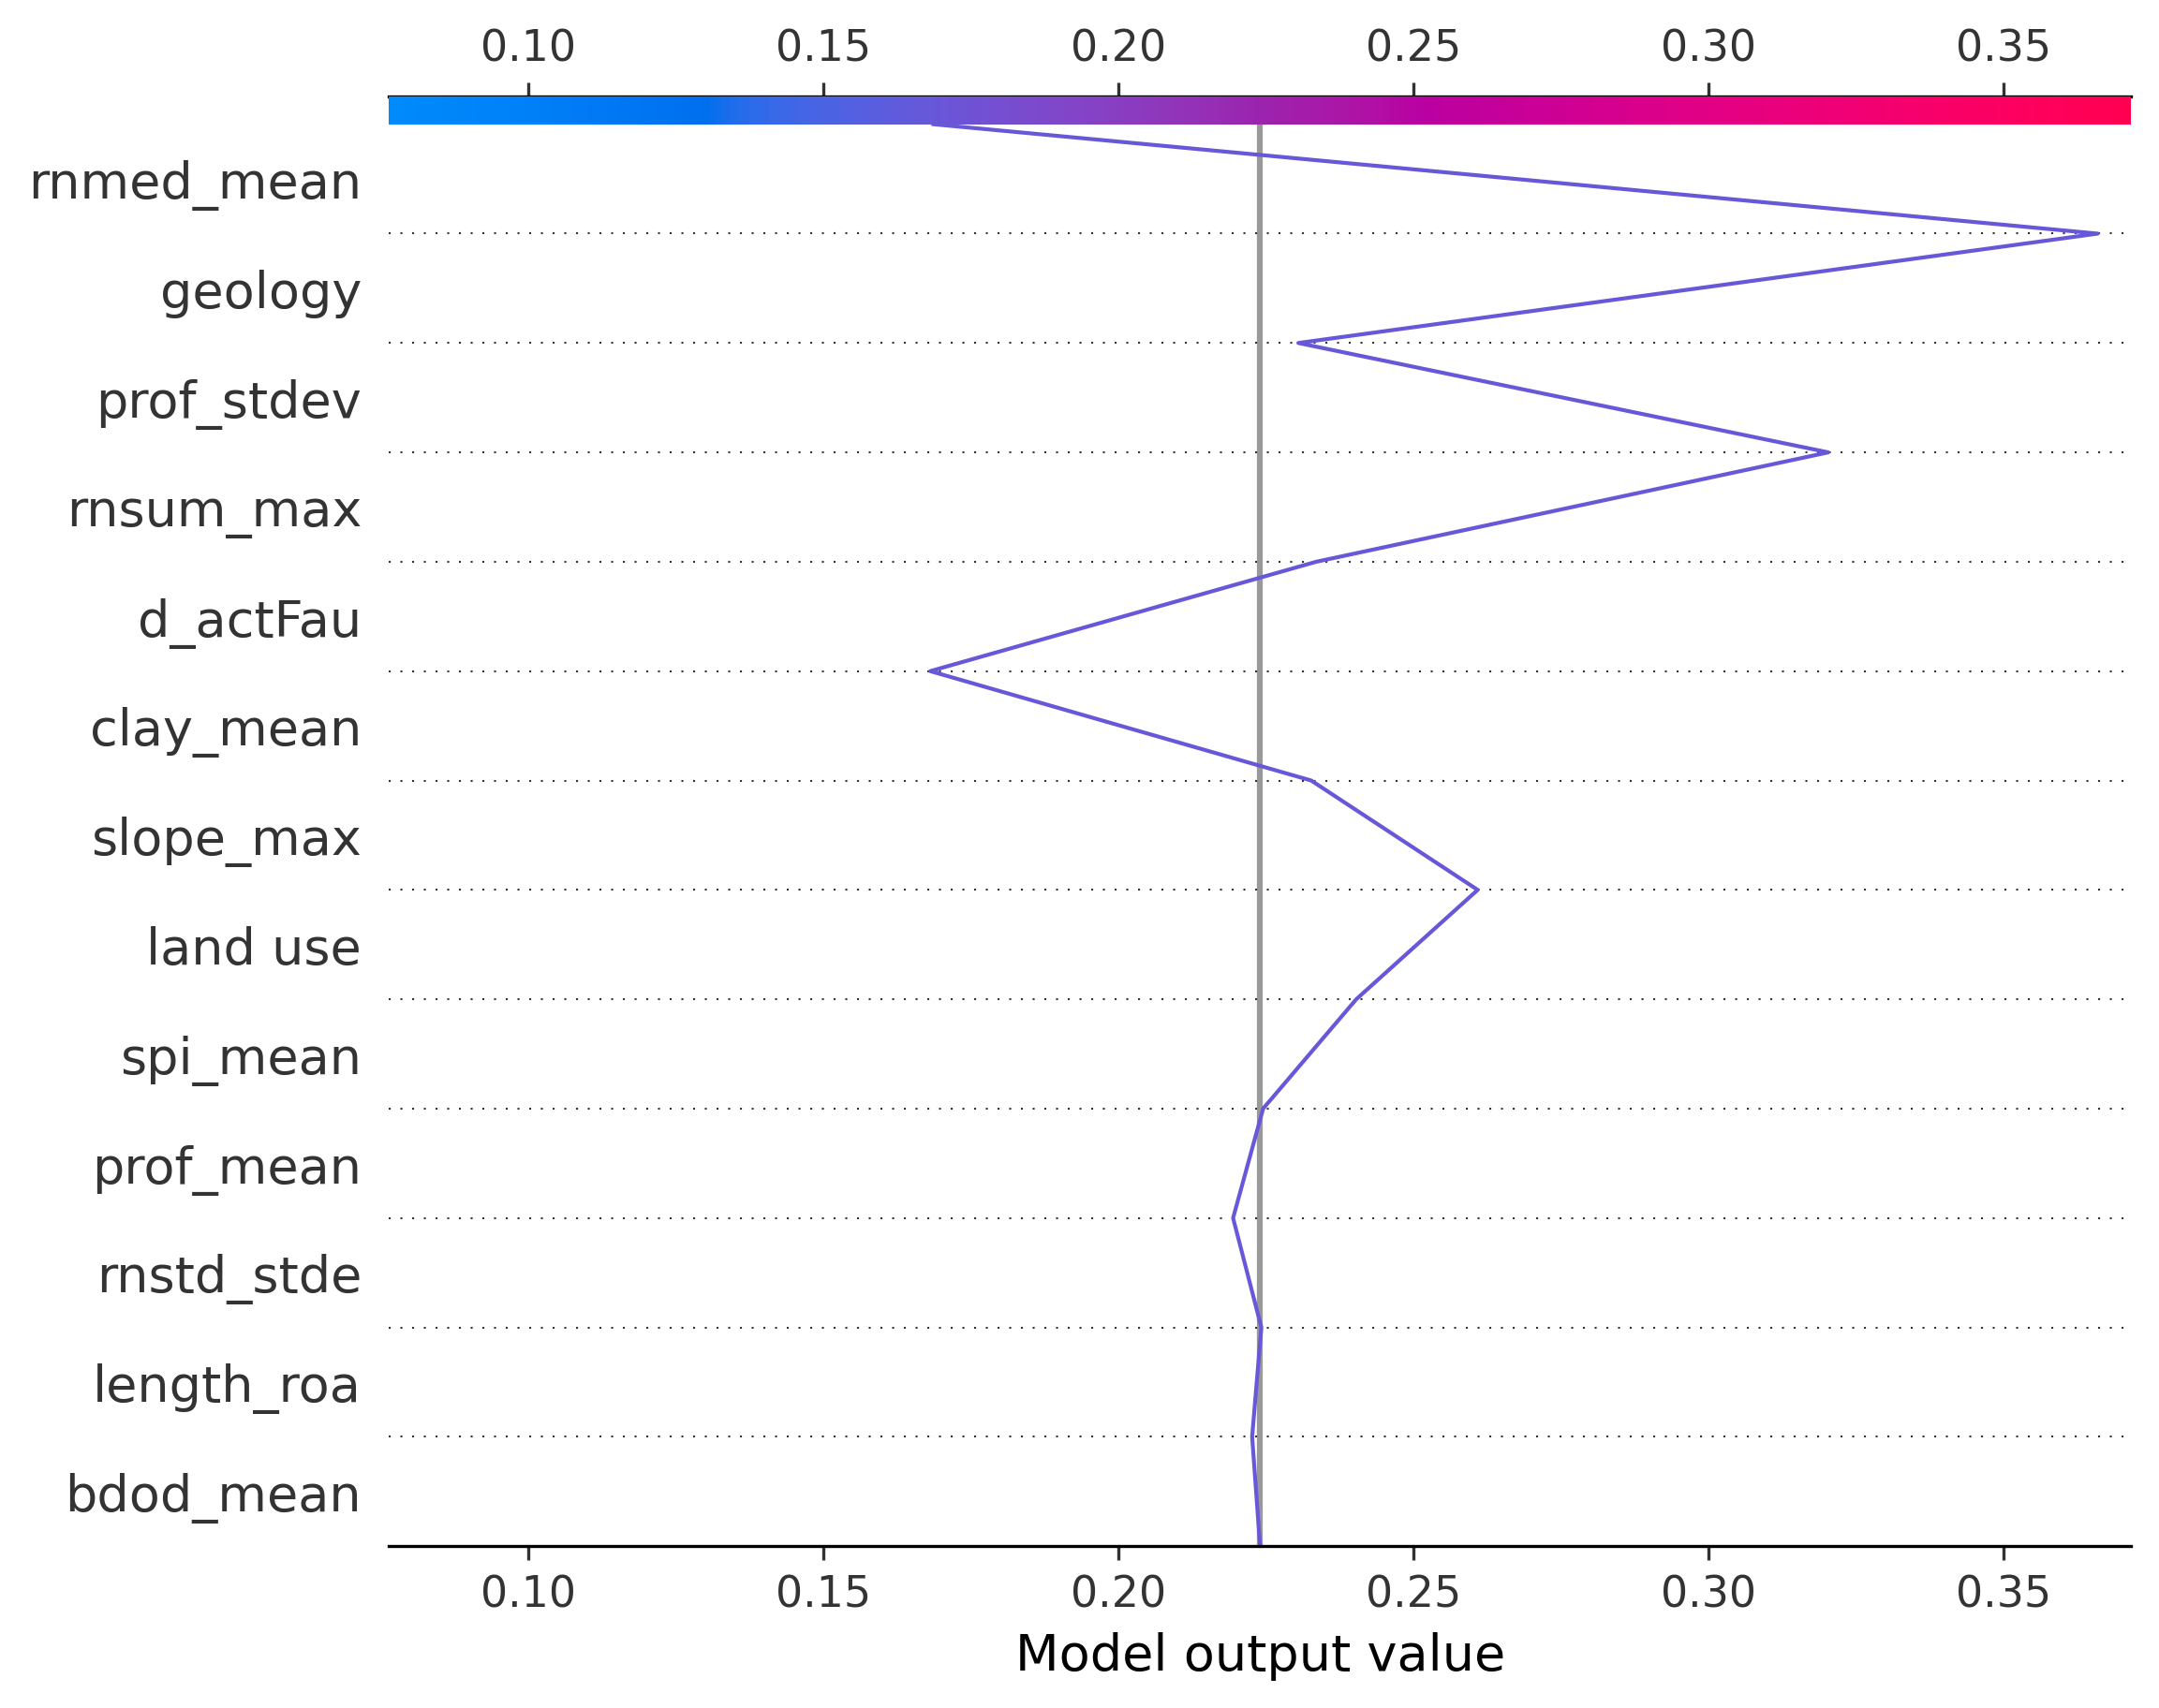 0.10 0.15 0.20 0.25 0.30 0.35
rnmed_mean
geology
prof_stdev
rnsum_max
d_actFau
clay_mean
slope_max
land use
spi_mean
prof_mean
rnstd_stde
length_roa
bdod_mean
0.10 0.15 0.20 0.25 0.30 0.35
Model output value